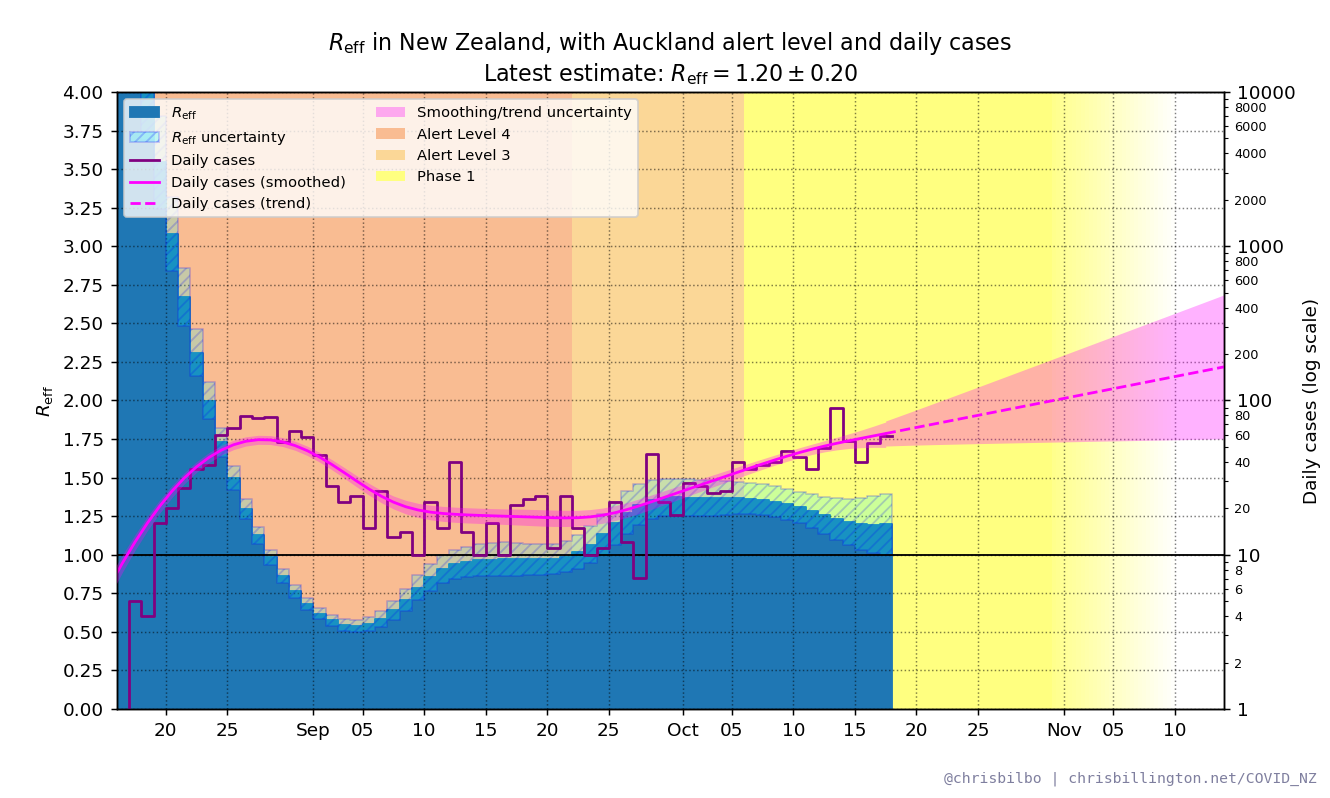 Reff in New Zealand, with Auckland alert level and daily cases
Latest estimate: Reff = 1.20 ± 0.20
Reff
Reff uncertainty
Daily cases
Daily cases (smoothed)
Daily cases (trend)
Smoothing/trend uncertainty
Alert Level 4
Alert Level 3
Phase 1
Reff
4.00
3.75
3.50
3.25
3.00
2.75
2.50
2.25
2.00
1.75
1.50
1.25
1.00
0.75
0.50
0.25
0.00
10000
8000
6000
4000
2000
1000
800
600
400
200
100
80
60
40
20
10
8
6
4
2
1
Daily cases (log scale)
20 25 Sep 05 10 15 20 25 Oct 05 10 15 20 25 Nov 05 10
@chrisbilbo | chrisbillington.net/COVID_NZ